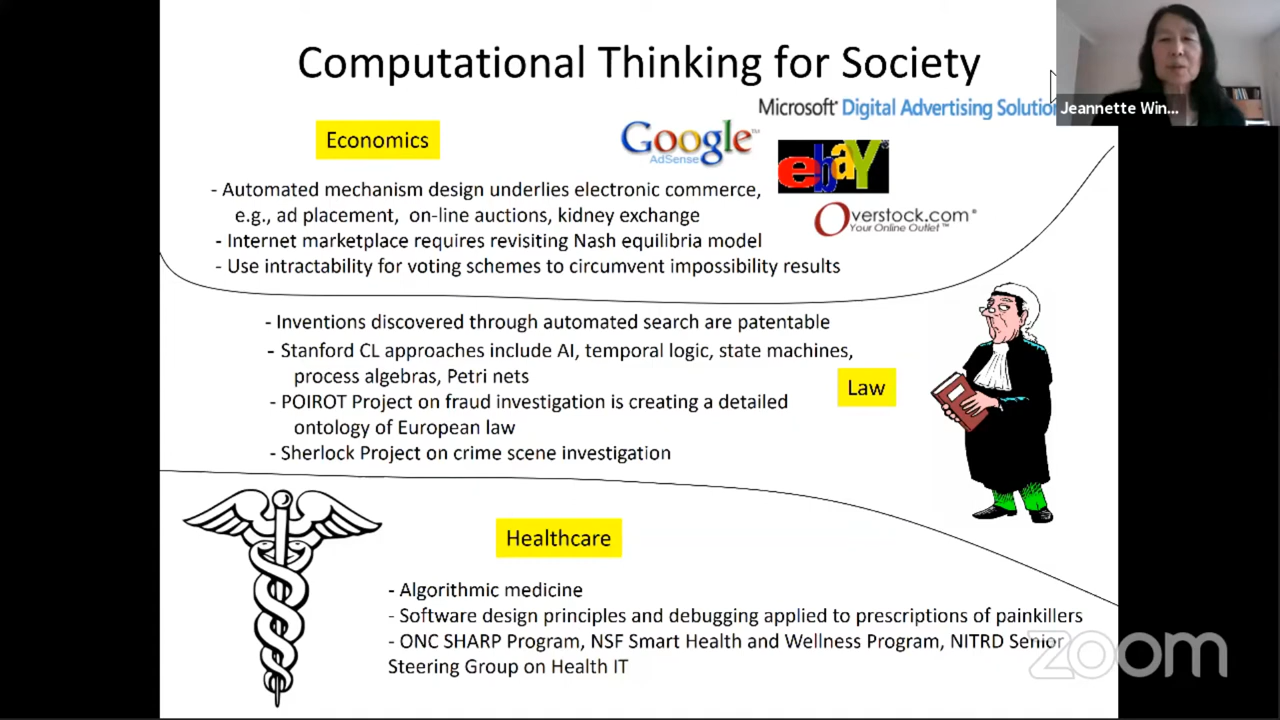 Computational Thinking for Society
Microsoft® Digital Advertising Solution
Jeannette Win...
Economics
Google™
AdSense
ebay®
- Automated mechanism design underlies electronic commerce,
e.g., ad placement, on-line auctions, kidney exchange
Overstock.com®
Your Online Outlet™
- Internet marketplace requires revisiting Nash equilibria model
- Use intractability for voting schemes to circumvent impossibility results
- Inventions discovered through automated search are patentable
- Stanford CL approaches include AI, temporal logic, state machines,
process algebras, Petri nets
Law
- POIROT Project on fraud investigation is creating a detailed
ontology of European law
- Sherlock Project on crime scene investigation
Healthcare
- Algorithmic medicine
- Software design principles and debugging applied to prescriptions of painkillers
- ONC SHARP Program, NSF Smart Health and Wellness Program, NITRD Senior
Steering Group on Health IT
zoom